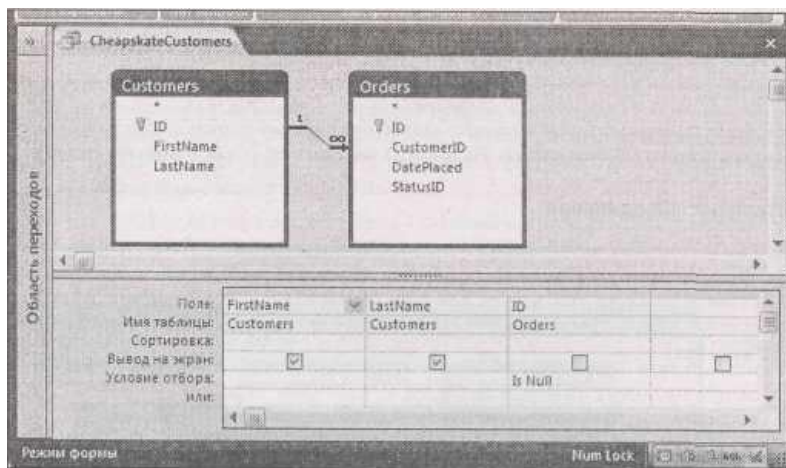 CheapskateCustomers
Customers
*
ID
FirstName
LastName
1
∞
Orders
*
ID
CustomerID
DatePlaced
StatusID
Область переходов
Поле: FirstName LastName ID
Имя таблицы: Customers Customers Orders
Сортировка:
Вывод на экран:
Условие отбора: Is Null
или:
Режим формы Num Lock